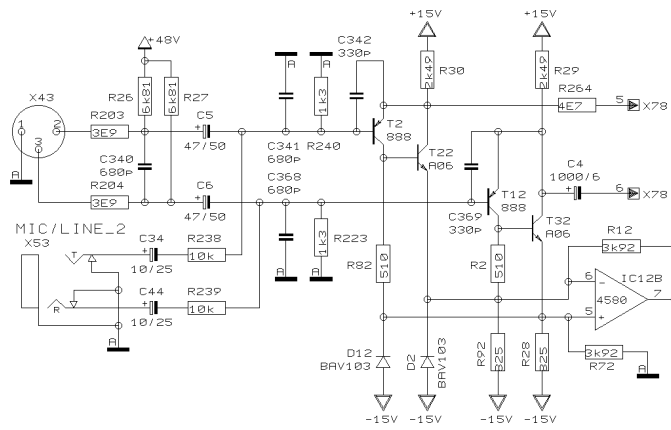 +15V
+15V
C342
330p
+48V
A
A
R30
2k49
R29
2k49
R264
4E7
5
X78
X43
R26
6k81
R27
6k81
R203
3E9
1
2
3
C5
+
47/50
1k3
C341
680p
R240
T2
888
T22
A06
C340
680p
C368
680p
R204
3E9
C6
+
47/50
A
C369
330p
T12
888
C4
+
1000/6
6
X78
T32
A06
MIC/LINE_2
X53
T
R
C34
+
10/25
R238
10k
1k3
R223
A
A
R82
510
R2
510
R12
3k92
IC12B
4580
6
-
5
+
7
C44
+
10/25
R239
10k
A
D12
BAV103
D2
BAV103
R92
825
R28
825
3k92
R72
A
-15V
-15V
-15V
-15V